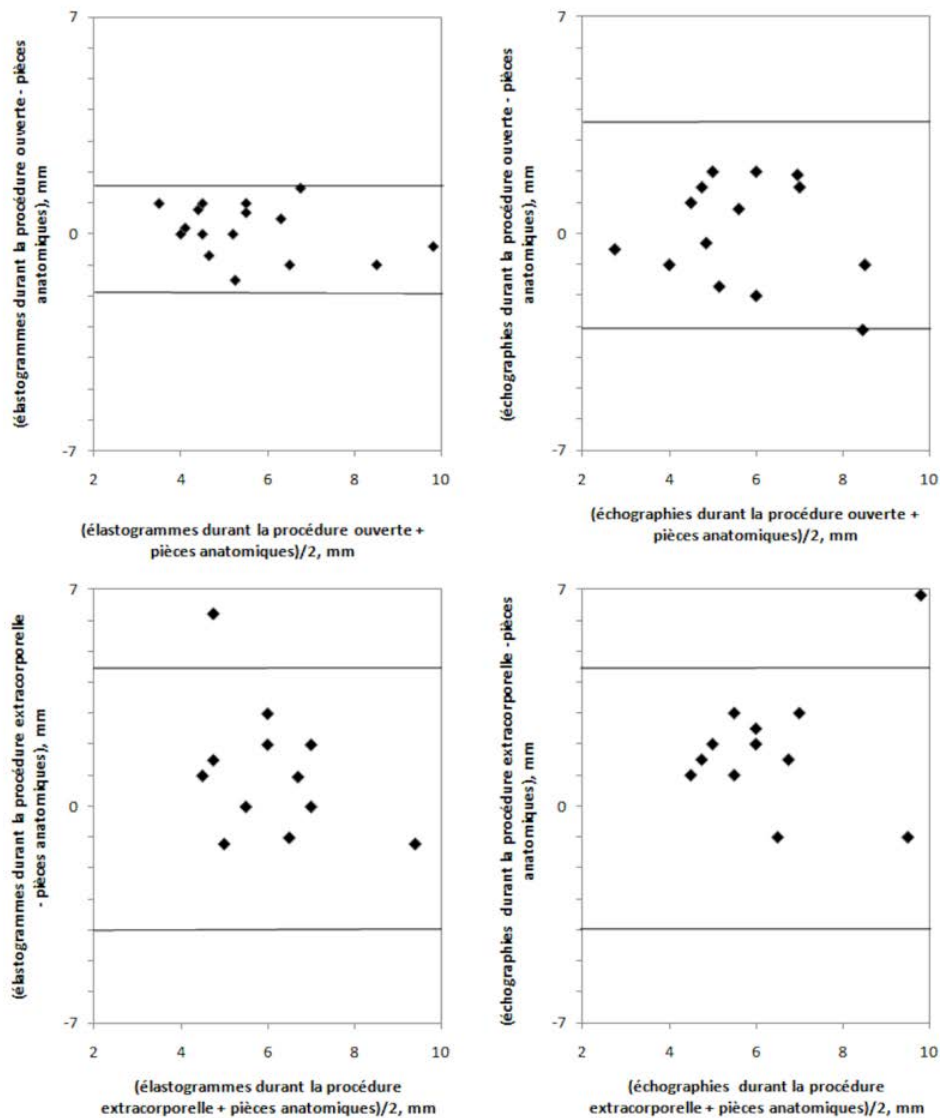 7
0
-7
2 4 6 8 10
(élastogrammes durant la procédure ouverte - pièces
anatomiques), mm
(élastogrammes durant la procédure ouverte +
pièces anatomiques)/2, mm
7
0
-7
2 4 6 8 10
(échographies durant la procédure ouverte - pièces
anatomiques), mm
(échographies durant la procédure ouverte +
pièces anatomiques)/2, mm
7
0
-7
2 4 6 8 10
(élastogrammes durant la procédure extracorporelle
- pièces anatomiques), mm
(élastogrammes durant la procédure
extracorporelle + pièces anatomiques)/2, mm
7
0
-7
2 4 6 8 10
(échographies durant la procédure extracorporelle -pièces
anatomiques), mm
(échographies durant la procédure
extracorporelle + pièces anatomiques)/2, mm